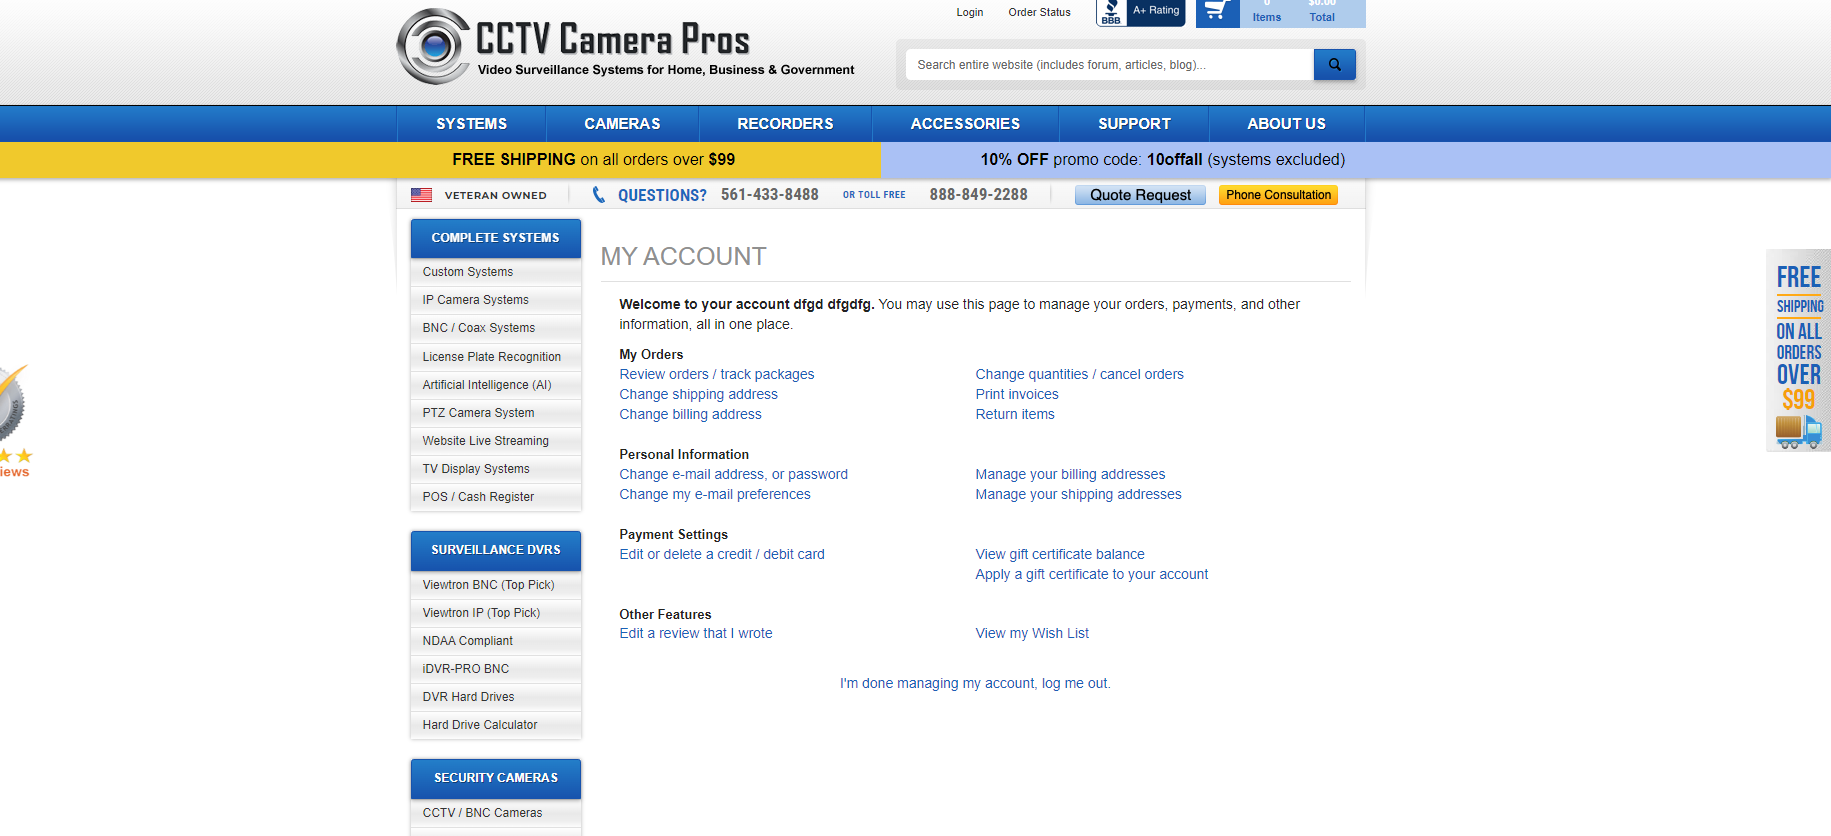 Login
Order Status
BBB
A+ Rating
0
$0.00
Items
Total
CCTV Camera Pros
Video Surveillance Systems for Home, Business & Government
Search entire website (includes forum, articles, blog)...
SYSTEMS
CAMERAS
RECORDERS
ACCESSORIES
SUPPORT
ABOUT US
FREE SHIPPING on all orders over $99
10% OFF promo code: 10offall (systems excluded)
VETERAN OWNED
QUESTIONS?
561-433-8488
OR TOLL FREE
888-849-2288
Quote Request
Phone Consultation
COMPLETE SYSTEMS
Custom Systems
IP Camera Systems
BNC / Coax Systems
License Plate Recognition
Artificial Intelligence (AI)
PTZ Camera System
Website Live Streaming
TV Display Systems
POS / Cash Register
SURVEILLANCE DVRS
Viewtron BNC (Top Pick)
Viewtron IP (Top Pick)
NDAA Compliant
iDVR-PRO BNC
DVR Hard Drives
Hard Drive Calculator
SECURITY CAMERAS
CCTV / BNC Cameras
MY ACCOUNT
Welcome to your account dfgd dfgdfg. You may use this page to manage your orders, payments, and other
information, all in one place.
My Orders
Review orders / track packages
Change quantities / cancel orders
Change shipping address
Print invoices
Change billing address
Return items
Personal Information
Change e-mail address, or password
Manage your billing addresses
Change my e-mail preferences
Manage your shipping addresses
Payment Settings
Edit or delete a credit / debit card
View gift certificate balance
Apply a gift certificate to your account
Other Features
Edit a review that I wrote
View my Wish List
I'm done managing my account, log me out.
FREE
SHIPPING
ON ALL
ORDERS
OVER
$99
iews